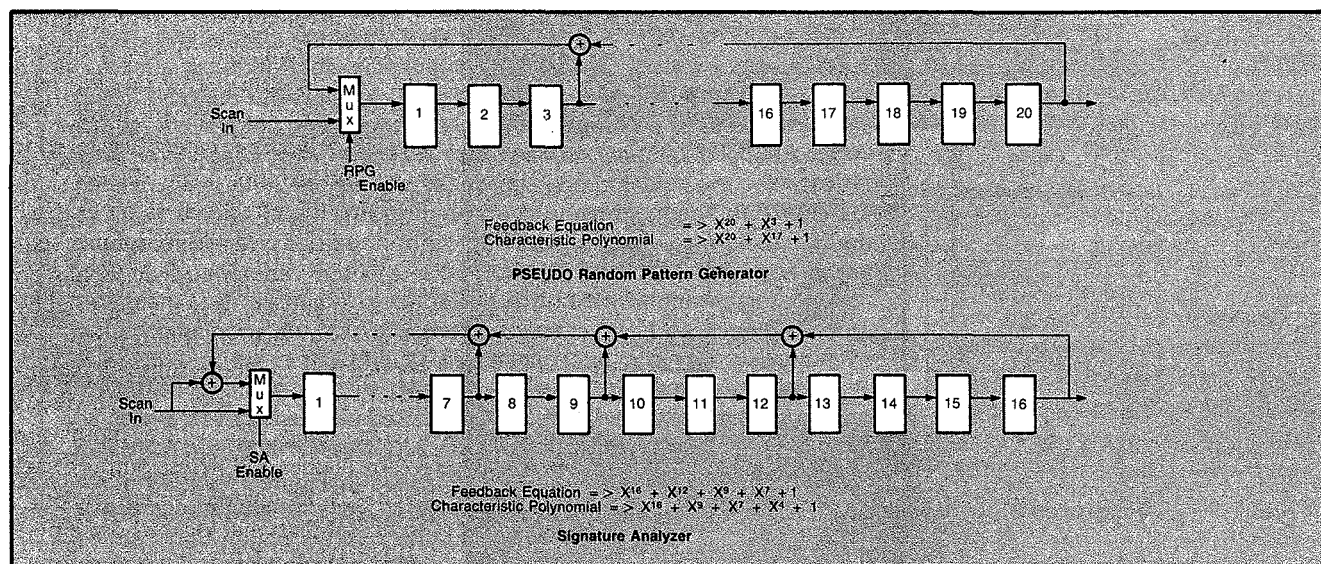 Mux
Scan
In
1
2
3
16
17
18
19
20
RPG
Enable
Feedback Equation => X²⁰ + X³ + 1
Characteristic Polynomial => X²⁰ + X¹⁷ + 1
PSEUDO Random Pattern Generator
Scan
In
Mux
1
7
8
9
10
11
12
13
14
15
16
SA
Enable
Feedback Equation => X¹⁶ + X¹² + X⁹ + X⁷ + 1
Characteristic Polynomial => X¹⁶ + X⁹ + X⁷ + X⁴ + 1
Signature Analyzer